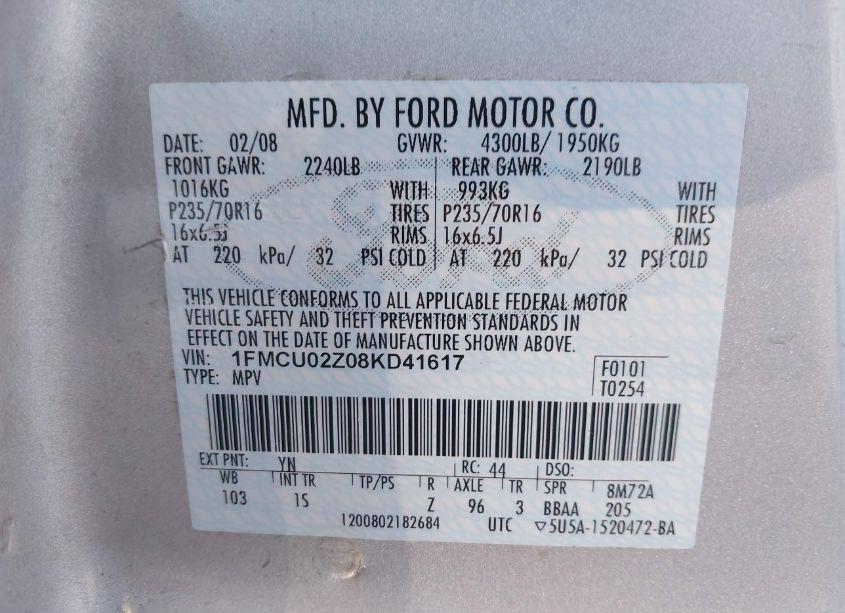 MFD. BY FORD MOTOR CO.
DATE: 02/08 GVWR: 4300LB/ 1950KG
FRONT GAWR: 2240LB REAR GAWR: 2190LB
1016KG WITH 993KG WITH
P235/70R16 TIRES P235/70R16 TIRES
16x6.5J RIMS 16x6.5J RIMS
AT 220 kPa/ 32 PSI COLD AT 220 kPa/ 32 PSI COLD
Ford
THIS VEHICLE CONFORMS TO ALL APPLICABLE FEDERAL MOTOR
VEHICLE SAFETY AND THEFT PREVENTION STANDARDS IN
EFFECT ON THE DATE OF MANUFACTURE SHOWN ABOVE.
VIN: 1FMCU02Z08KD41617
TYPE: MPV
F0101
T0254
EXT PNT: YN RC: 44 DSO:
WB INT TR TP/PS R AXLE TR SPR 8M72A
103 1S Z 96 3 BBAA 205
1200802182684 UTC ▽5U5A-1520472-BA